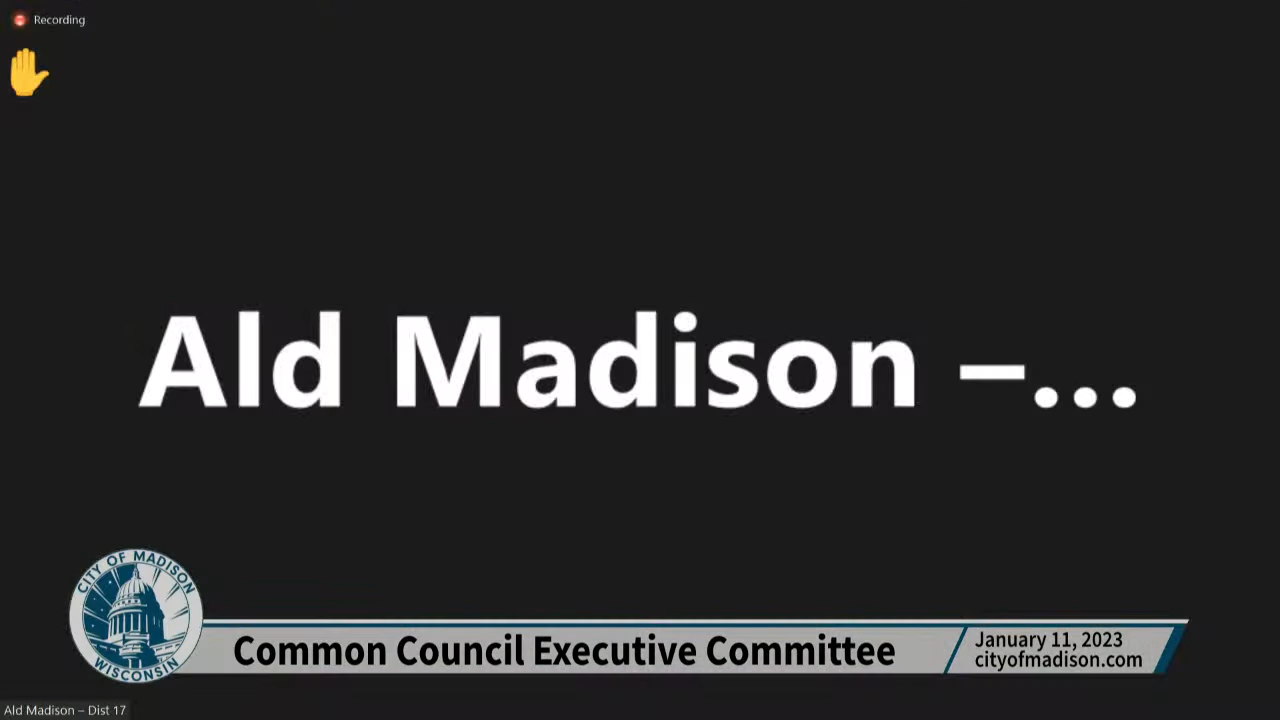 Recording
Ald Madison –...
CITY OF MADISON
WISCONSIN
Common Council Executive Committee
January 11, 2023
cityofmadison.com
Ald Madison – Dist 17